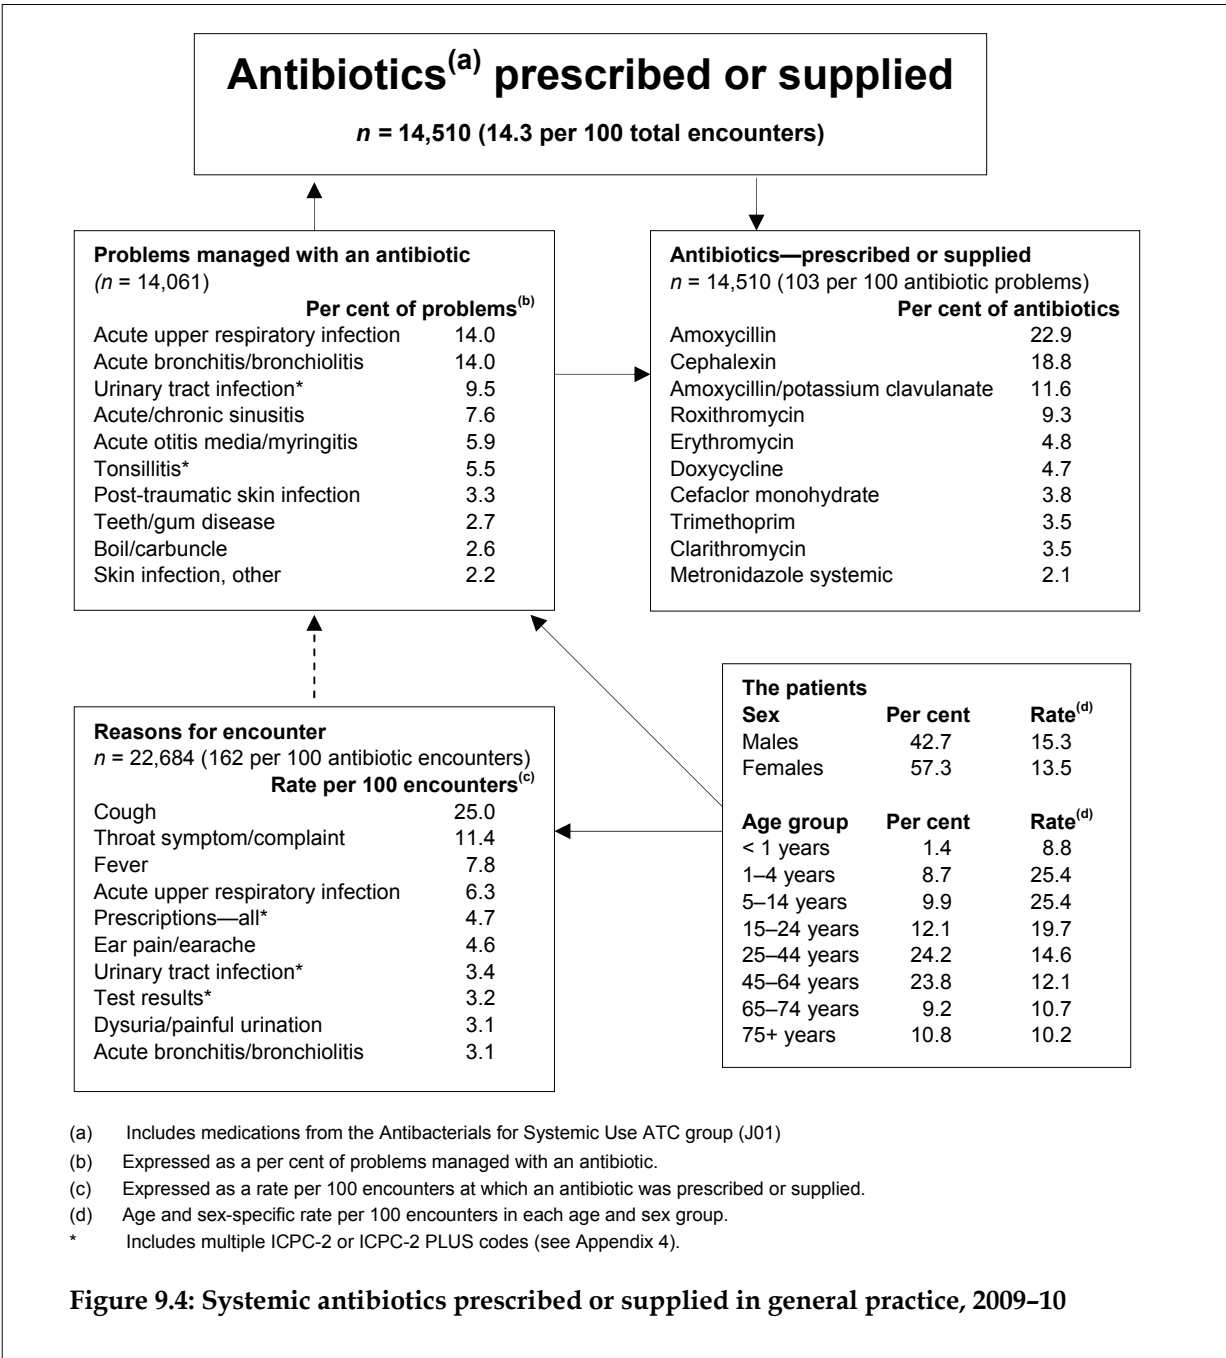 Antibiotics(a) prescribed or supplied
n = 14,510 (14.3 per 100 total encounters)
Problems managed with an antibiotic
(n = 14,061)
Per cent of problems(b)
Acute upper respiratory infection 14.0
Acute bronchitis/bronchiolitis 14.0
Urinary tract infection* 9.5
Acute/chronic sinusitis 7.6
Acute otitis media/myringitis 5.9
Tonsillitis* 5.5
Post-traumatic skin infection 3.3
Teeth/gum disease 2.7
Boil/carbuncle 2.6
Skin infection, other 2.2
Antibiotics—prescribed or supplied
n = 14,510 (103 per 100 antibiotic problems)
Per cent of antibiotics
Amoxycillin 22.9
Cephalexin 18.8
Amoxycillin/potassium clavulanate 11.6
Roxithromycin 9.3
Erythromycin 4.8
Doxycycline 4.7
Cefaclor monohydrate 3.8
Trimethoprim 3.5
Clarithromycin 3.5
Metronidazole systemic 2.1
Reasons for encounter
n = 22,684 (162 per 100 antibiotic encounters)
Rate per 100 encounters(c)
Cough 25.0
Throat symptom/complaint 11.4
Fever 7.8
Acute upper respiratory infection 6.3
Prescriptions—all* 4.7
Ear pain/earache 4.6
Urinary tract infection* 3.4
Test results* 3.2
Dysuria/painful urination 3.1
Acute bronchitis/bronchiolitis 3.1
The patients
Sex Per cent Rate(d)
Males 42.7 15.3
Females 57.3 13.5
Age group Per cent Rate(d)
< 1 years 1.4 8.8
1–4 years 8.7 25.4
5–14 years 9.9 25.4
15–24 years 12.1 19.7
25–44 years 24.2 14.6
45–64 years 23.8 12.1
65–74 years 9.2 10.7
75+ years 10.8 10.2
(a) Includes medications from the Antibacterials for Systemic Use ATC group (J01)
(b) Expressed as a per cent of problems managed with an antibiotic.
(c) Expressed as a rate per 100 encounters at which an antibiotic was prescribed or supplied.
(d) Age and sex-specific rate per 100 encounters in each age and sex group.
* Includes multiple ICPC-2 or ICPC-2 PLUS codes (see Appendix 4).
Figure 9.4: Systemic antibiotics prescribed or supplied in general practice, 2009–10